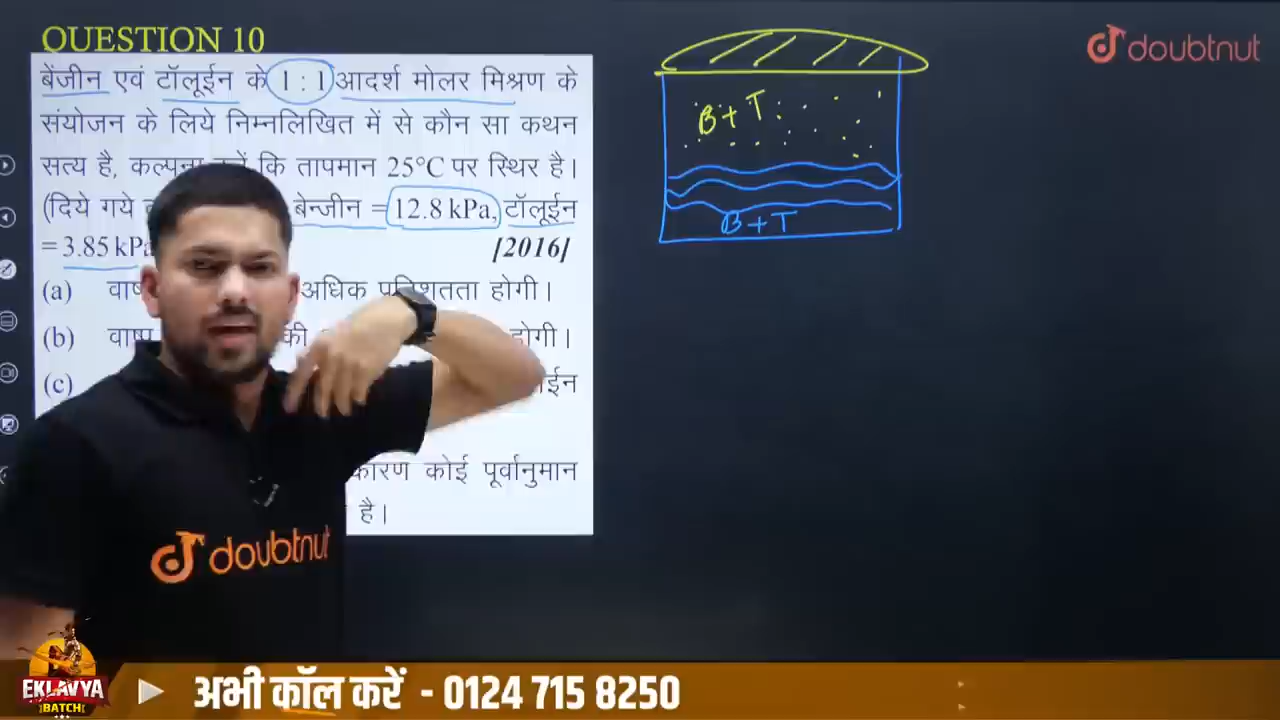 QUESTION 10
बेंजीन एवं टॉलूईन के 1 : 1 आदर्श मोलर मिश्रण के
संयोजन के लिये निम्नलिखित में से कौन सा कथन
सत्य है, कल्पना कि तापमान 25°C पर स्थिर है।
(दिये गये बेन्जीन = 12.8 kPa, टॉलूईन
= 3.85 kPa [2016]
(a) अधिक प्रतिशतता होगी।
(b) वाष्प की होगी।
(c)
कारण कोई पूर्वानुमान
है।
B+T
B+T
doubtnut
doubtnut
EKLAVYA
BATCH
अभी कॉल करें - 0124 715 8250